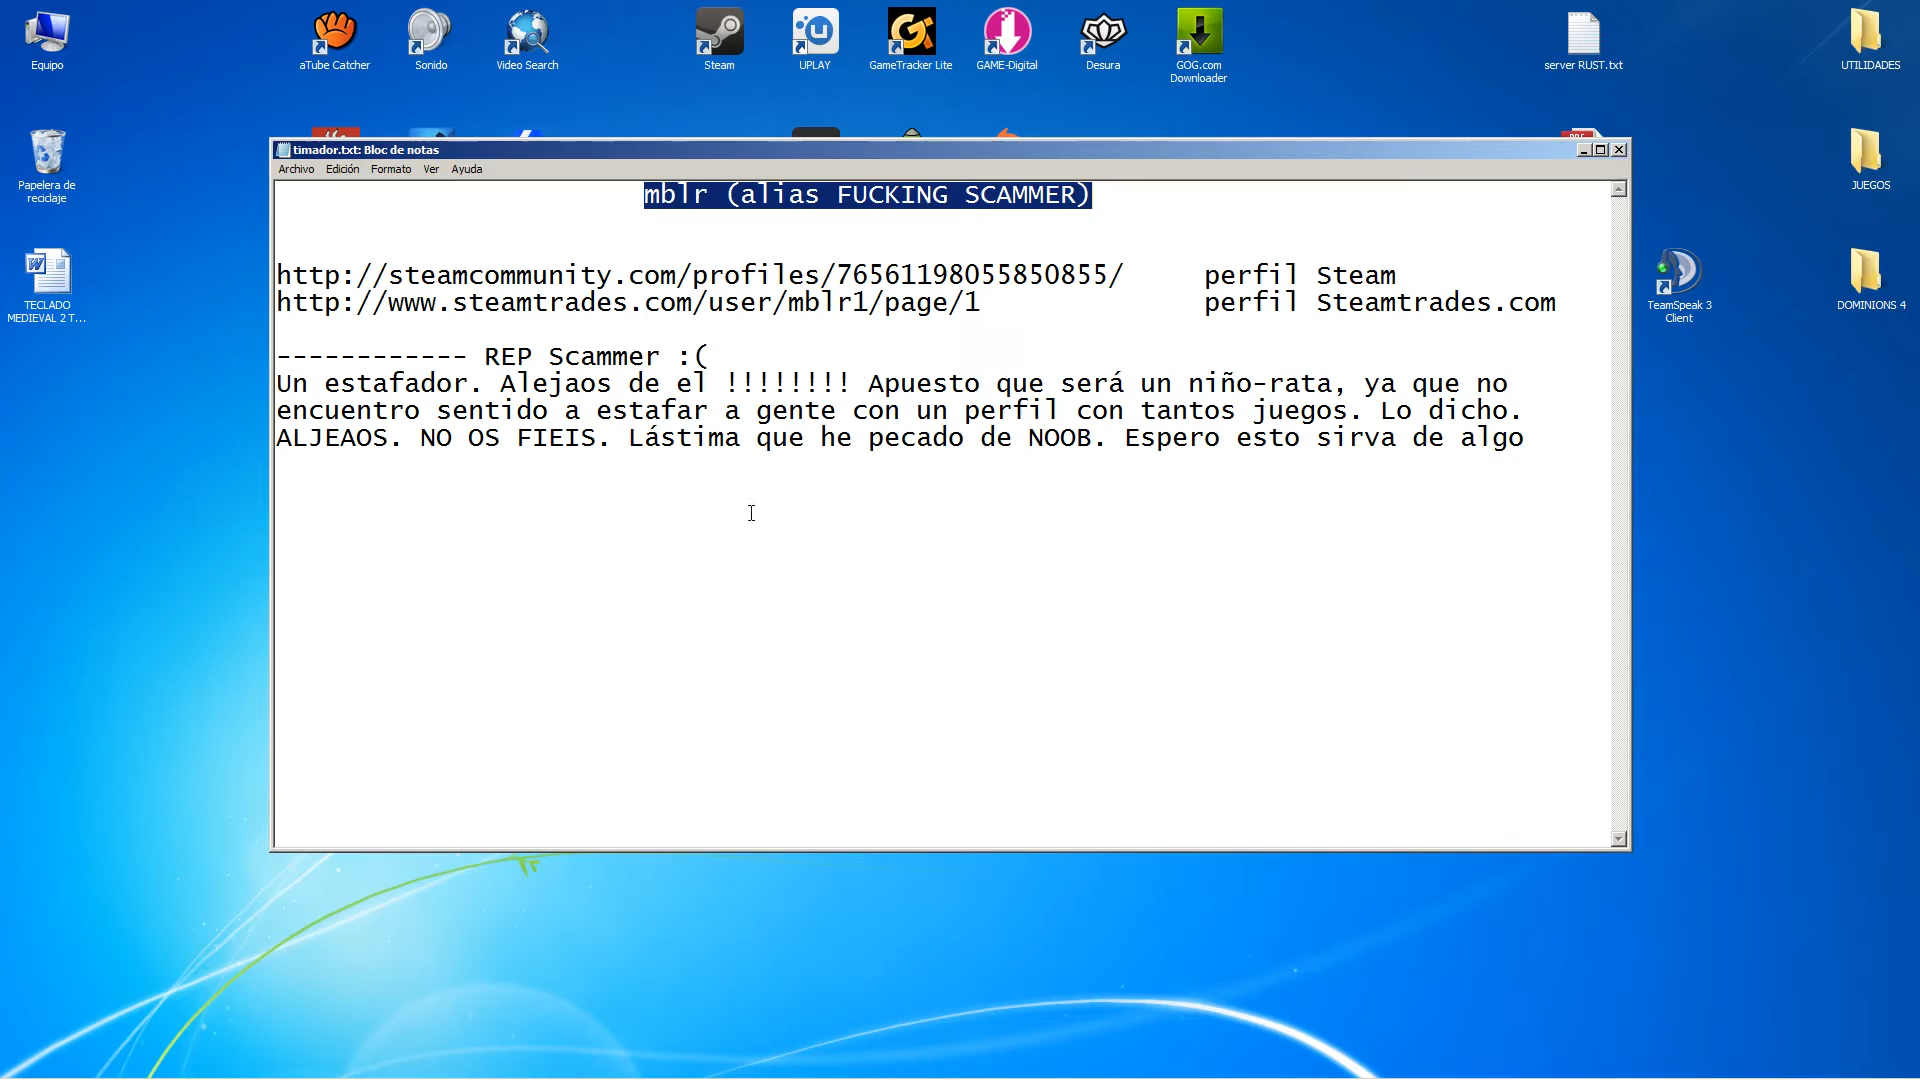 Equipo
aTube Catcher
Sonido
Video Search
Steam
UPLAY
GameTracker Lite
GAME-Digital
Desura
GOG.com
Downloader
server RUST.txt
UTILIDADES
Papelera de
reciclaje
JUEGOS
TECLADO
MEDIEVAL 2 T...
TeamSpeak 3
Client
DOMINIONS 4
timador.txt: Bloc de notas
Archivo Edición Formato Ver Ayuda
mblr (alias FUCKING SCAMMER)
http://steamcommunity.com/profiles/76561198055850855/ perfil Steam
http://www.steamtrades.com/user/mblr1/page/1 perfil Steamtrades.com
------------ REP Scammer :(
Un estafador. Alejaos de el !!!!!!!! Apuesto que será un niño-rata, ya que no
encuentro sentido a estafar a gente con un perfil con tantos juegos. Lo dicho.
ALJEAOS. NO OS FIEIS. Lástima que he pecado de NOOB. Espero esto sirva de algo